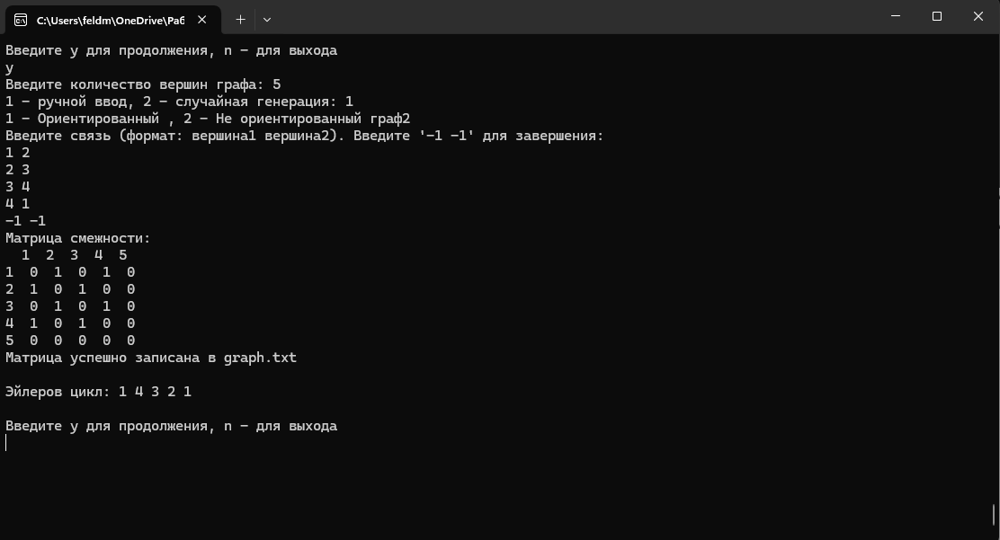 C:\Users\feldm\OneDrive\Раб
Введите y для продолжения, n - для выхода
y
Введите количество вершин графа: 5
1 - ручной ввод, 2 - случайная генерация: 1
1 - Ориентированный , 2 - Не ориентированный граф2
Введите связь (формат: вершина1 вершина2). Введите '-1 -1' для завершения:
1 2
2 3
3 4
4 1
-1 -1
Матрица смежности:
  1  2  3  4  5
1  0  1  0  1  0
2  1  0  1  0  0
3  0  1  0  1  0
4  1  0  1  0  0
5  0  0  0  0  0
Матрица успешно записана в graph.txt
Эйлеров цикл: 1 4 3 2 1
Введите y для продолжения, n - для выхода